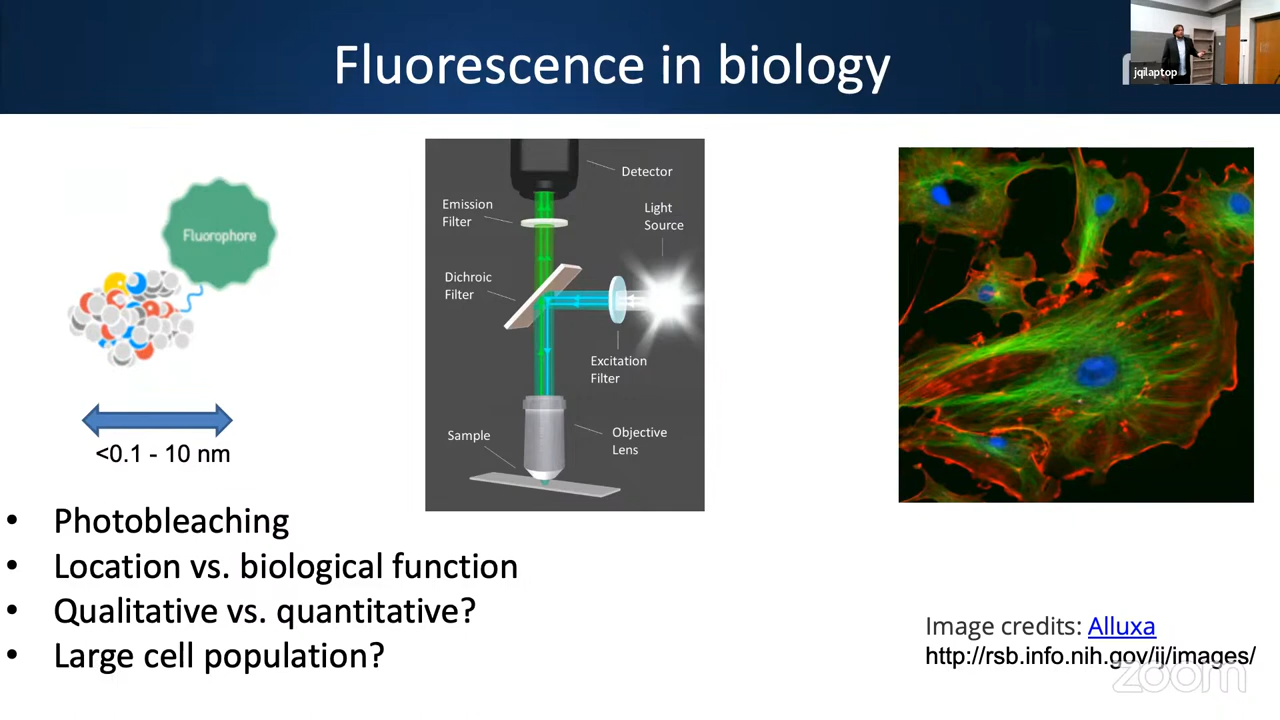 Fluorescence in biology
jqilaptop
Fluorophore
<0.1 - 10 nm
Detector
Emission
Filter
Light
Source
Dichroic
Filter
Excitation
Filter
Sample
Objective
Lens
• Photobleaching
• Location vs. biological function
• Qualitative vs. quantitative?
• Large cell population?
Image credits: Alluxa
http://rsb.info.nih.gov/ij/images/
zoom